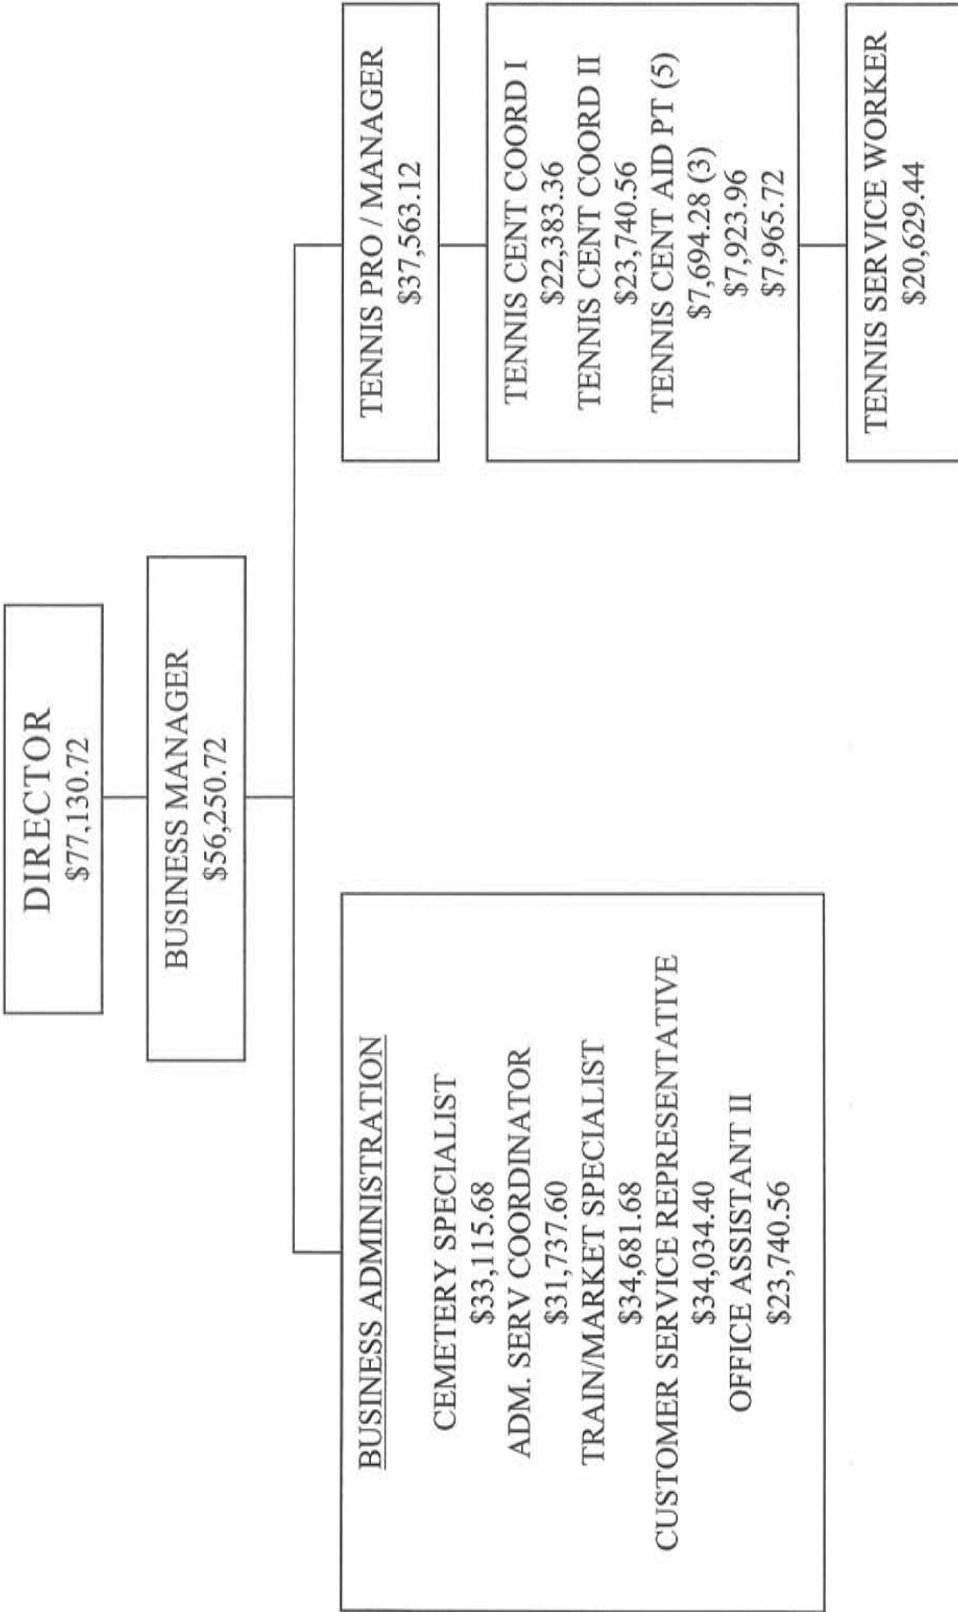 DIRECTOR
$77,130.72
BUSINESS MANAGER
$56,250.72
BUSINESS ADMINISTRATION
CEMETERY SPECIALIST
$33,115.68
ADM. SERV COORDINATOR
$31,737.60
TRAIN/MARKET SPECIALIST
$34,681.68
CUSTOMER SERVICE REPRESENTATIVE
$34,034.40
OFFICE ASSISTANT II
$23,740.56
TENNIS PRO / MANAGER
$37,563.12
TENNIS CENT COORD I
$22,383.36
TENNIS CENT COORD II
$23,740.56
TENNIS CENT AID PT (5)
$7,694.28 (3)
$7,923.96
$7,965.72
TENNIS SERVICE WORKER
$20,629.44